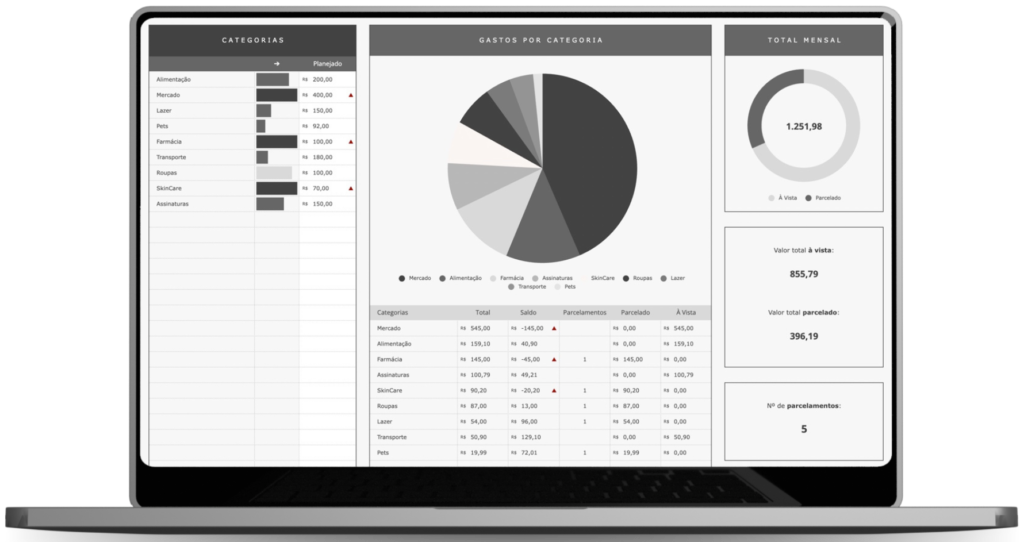 CATEGORIAS
➔ Planejado
Alimentação R$ 200,00
Mercado R$ 400,00 ▲
Lazer R$ 150,00
Pets R$ 92,00
Farmácia R$ 100,00 ▲
Transporte R$ 180,00
Roupas R$ 100,00
SkinCare R$ 70,00 ▲
Assinaturas R$ 150,00
GASTOS POR CATEGORIA
Mercado Alimentação Farmácia Assinaturas SkinCare Roupas Lazer
Transporte Pets
Categorias Total Saldo Parcelamentos Parcelado À Vista
Mercado R$ 545,00 R$ -145,00 ▲ R$ 0,00 R$ 545,00
Alimentação R$ 159,10 R$ 40,90 R$ 0,00 R$ 159,10
Farmácia R$ 145,00 R$ -45,00 ▲ 1 R$ 145,00 R$ 0,00
Assinaturas R$ 100,79 R$ 49,21 R$ 0,00 R$ 100,79
SkinCare R$ 90,20 R$ -20,20 ▲ 1 R$ 90,20 R$ 0,00
Roupas R$ 87,00 R$ 13,00 1 R$ 87,00 R$ 0,00
Lazer R$ 54,00 R$ 96,00 1 R$ 54,00 R$ 0,00
Transporte R$ 50,90 R$ 129,10 R$ 0,00 R$ 50,90
Pets R$ 19,99 R$ 72,01 1 R$ 19,99 R$ 0,00
TOTAL MENSAL
1.251,98
À Vista Parcelado
Valor total à vista:
855,79
Valor total parcelado:
396,19
Nº de parcelamentos:
5